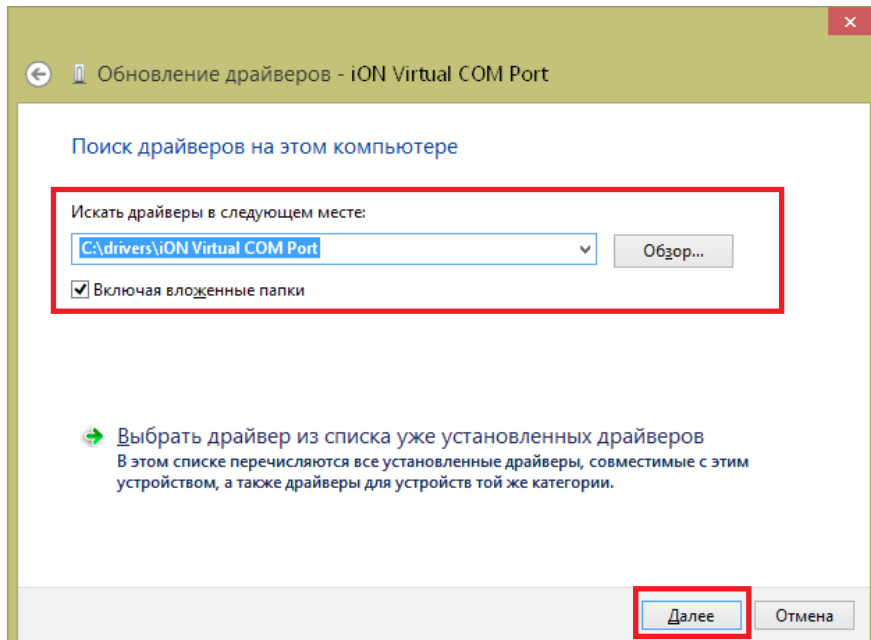 Обновление драйверов - iON Virtual COM Port
Поиск драйверов на этом компьютере
Искать драйверы в следующем месте:
C:\drivers\iON Virtual COM Port
Обзор...
Включая вложенные папки
Выбрать драйвер из списка уже установленных драйверов
В этом списке перечисляются все установленные драйверы, совместимые с этим
устройством, а также драйверы для устройств той же категории.
Далее
Отмена